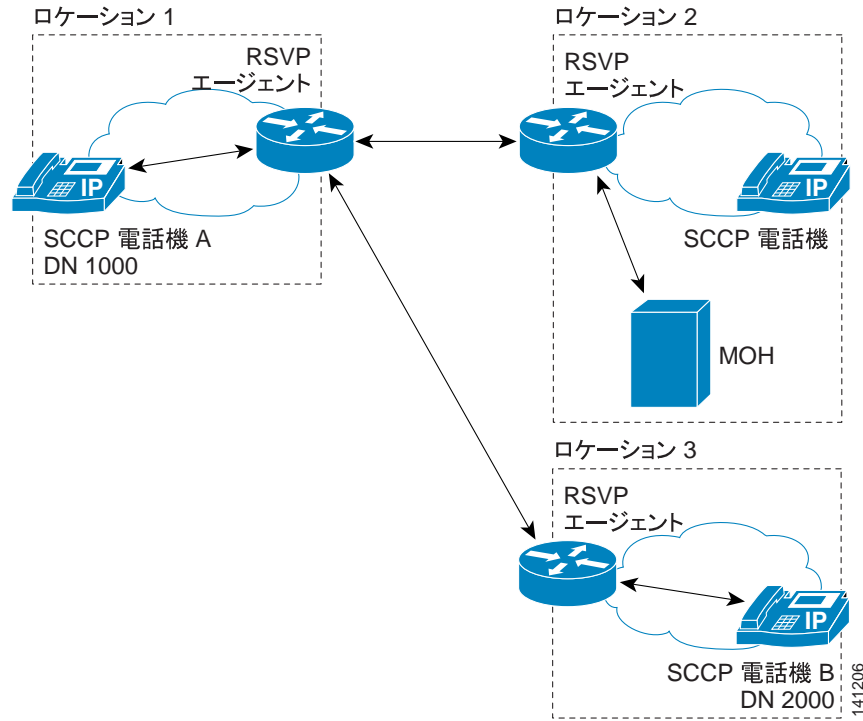 ロケーション 1
RSVP
エージェント
IP
SCCP 電話機 A
DN 1000
ロケーション 2
RSVP
エージェント
IP
SCCP 電話機
MOH
ロケーション 3
RSVP
エージェント
IP
SCCP 電話機 B
DN 2000
141206